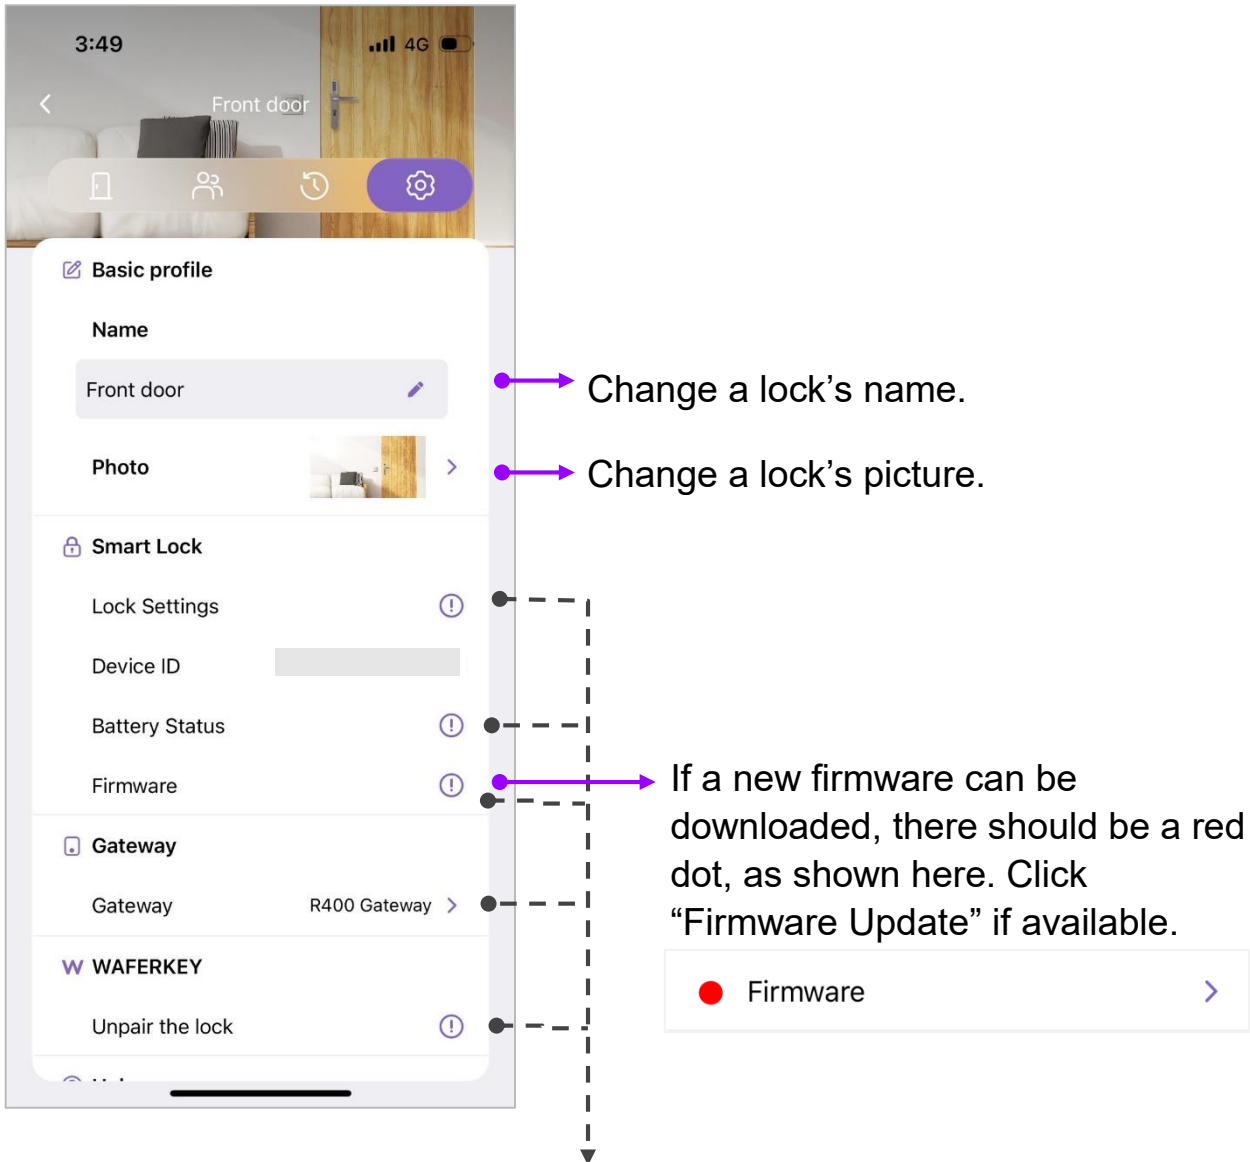 3:49
4G
Front door
Basic profile
Name
Front door
Change a lock’s name.
Photo
Change a lock’s picture.
Smart Lock
Lock Settings
Device ID
Battery Status
Firmware
If a new firmware can be
downloaded, there should be a red
dot, as shown here. Click
“Firmware Update” if available.
Firmware
Gateway
Gateway
R400 Gateway
W WAFERKEY
Unpair the lock